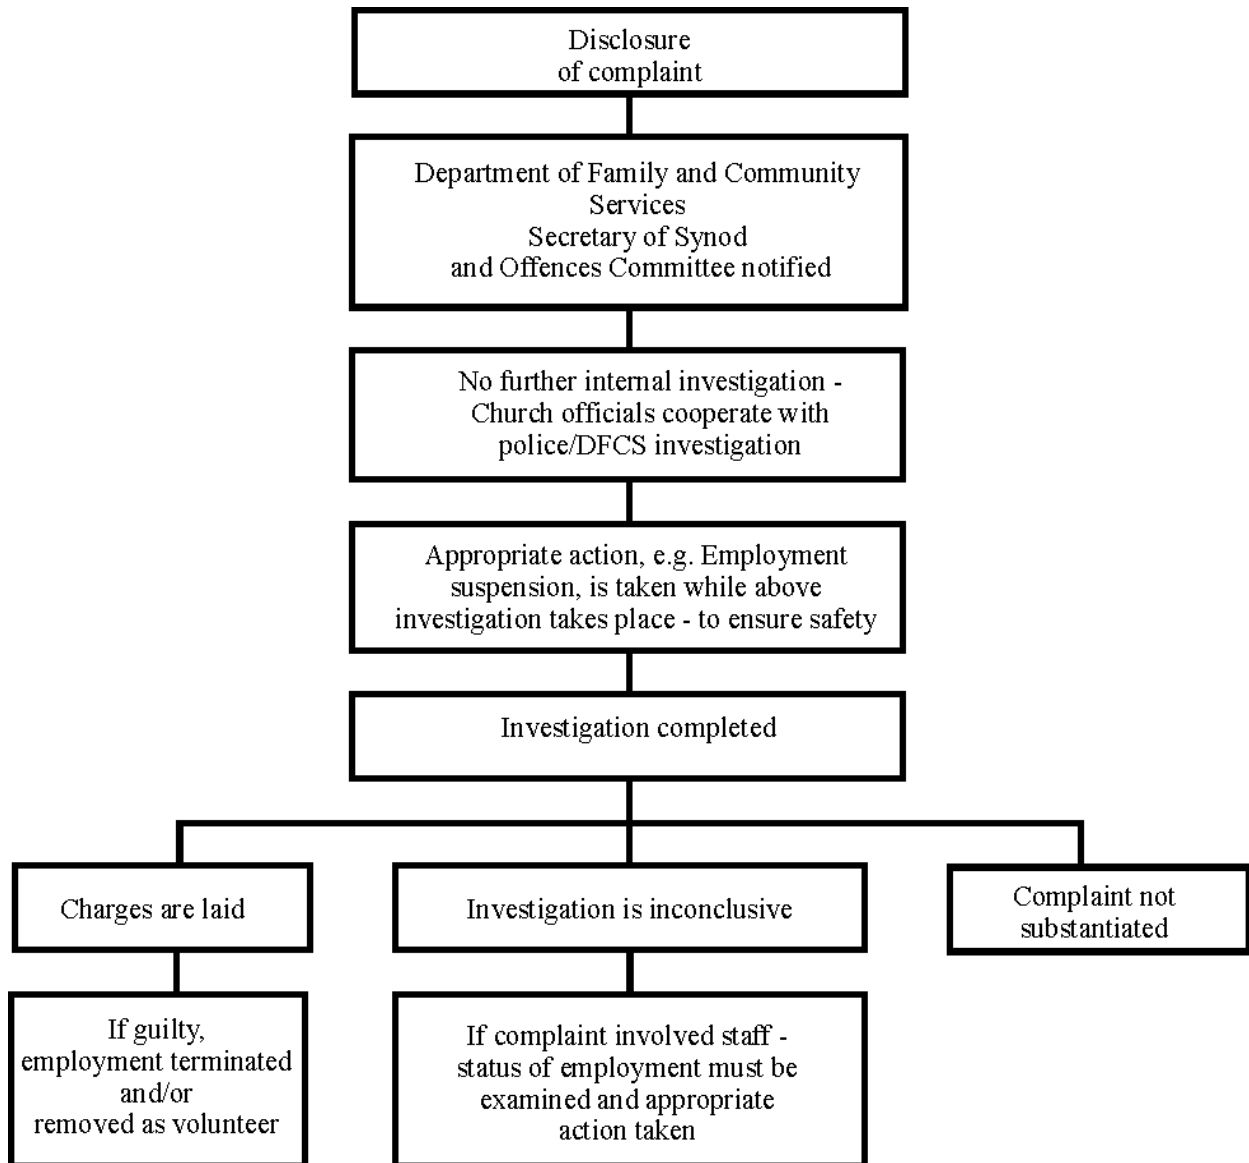 Disclosure
of complaint
Department of Family and Community
Services
Secretary of Synod
and Offences Committee notified
No further internal investigation -
Church officials cooperate with
police/DFCS investigation
Appropriate action, e.g. Employment
suspension, is taken while above
investigation takes place - to ensure safety
Investigation completed
Charges are laid
Investigation is inconclusive
Complaint not
substantiated
If guilty,
employment terminated
and/or
removed as volunteer
If complaint involved staff -
status of employment must be
examined and appropriate
action taken